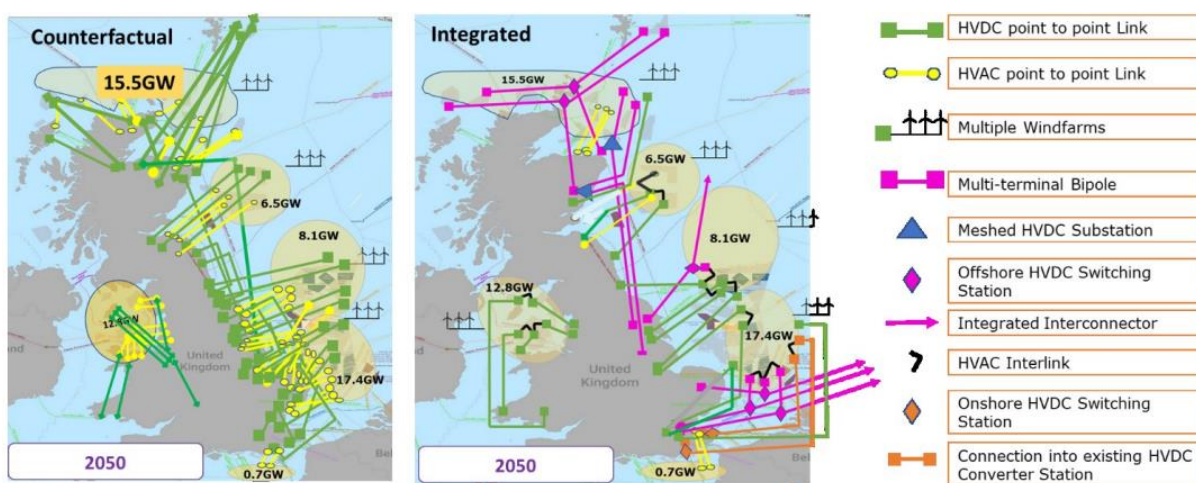 Counterfactual
15.5GW
6.5GW
8.1GW
12.8GW
United
Kingdom
17.4GW
0.7GW
2050
Integrated
15.5GW
6.5GW
8.1GW
12.8GW
17.4GW
United
Kingdom
0.7GW
2050
HVDC point to point Link
HVAC point to point Link
Multiple Windfarms
Multi-terminal Bipole
Meshed HVDC Substation
Offshore HVDC Switching
Station
Integrated Interconnector
HVAC Interlink
Onshore HVDC Switching
Station
Connection into existing HVDC
Converter Station